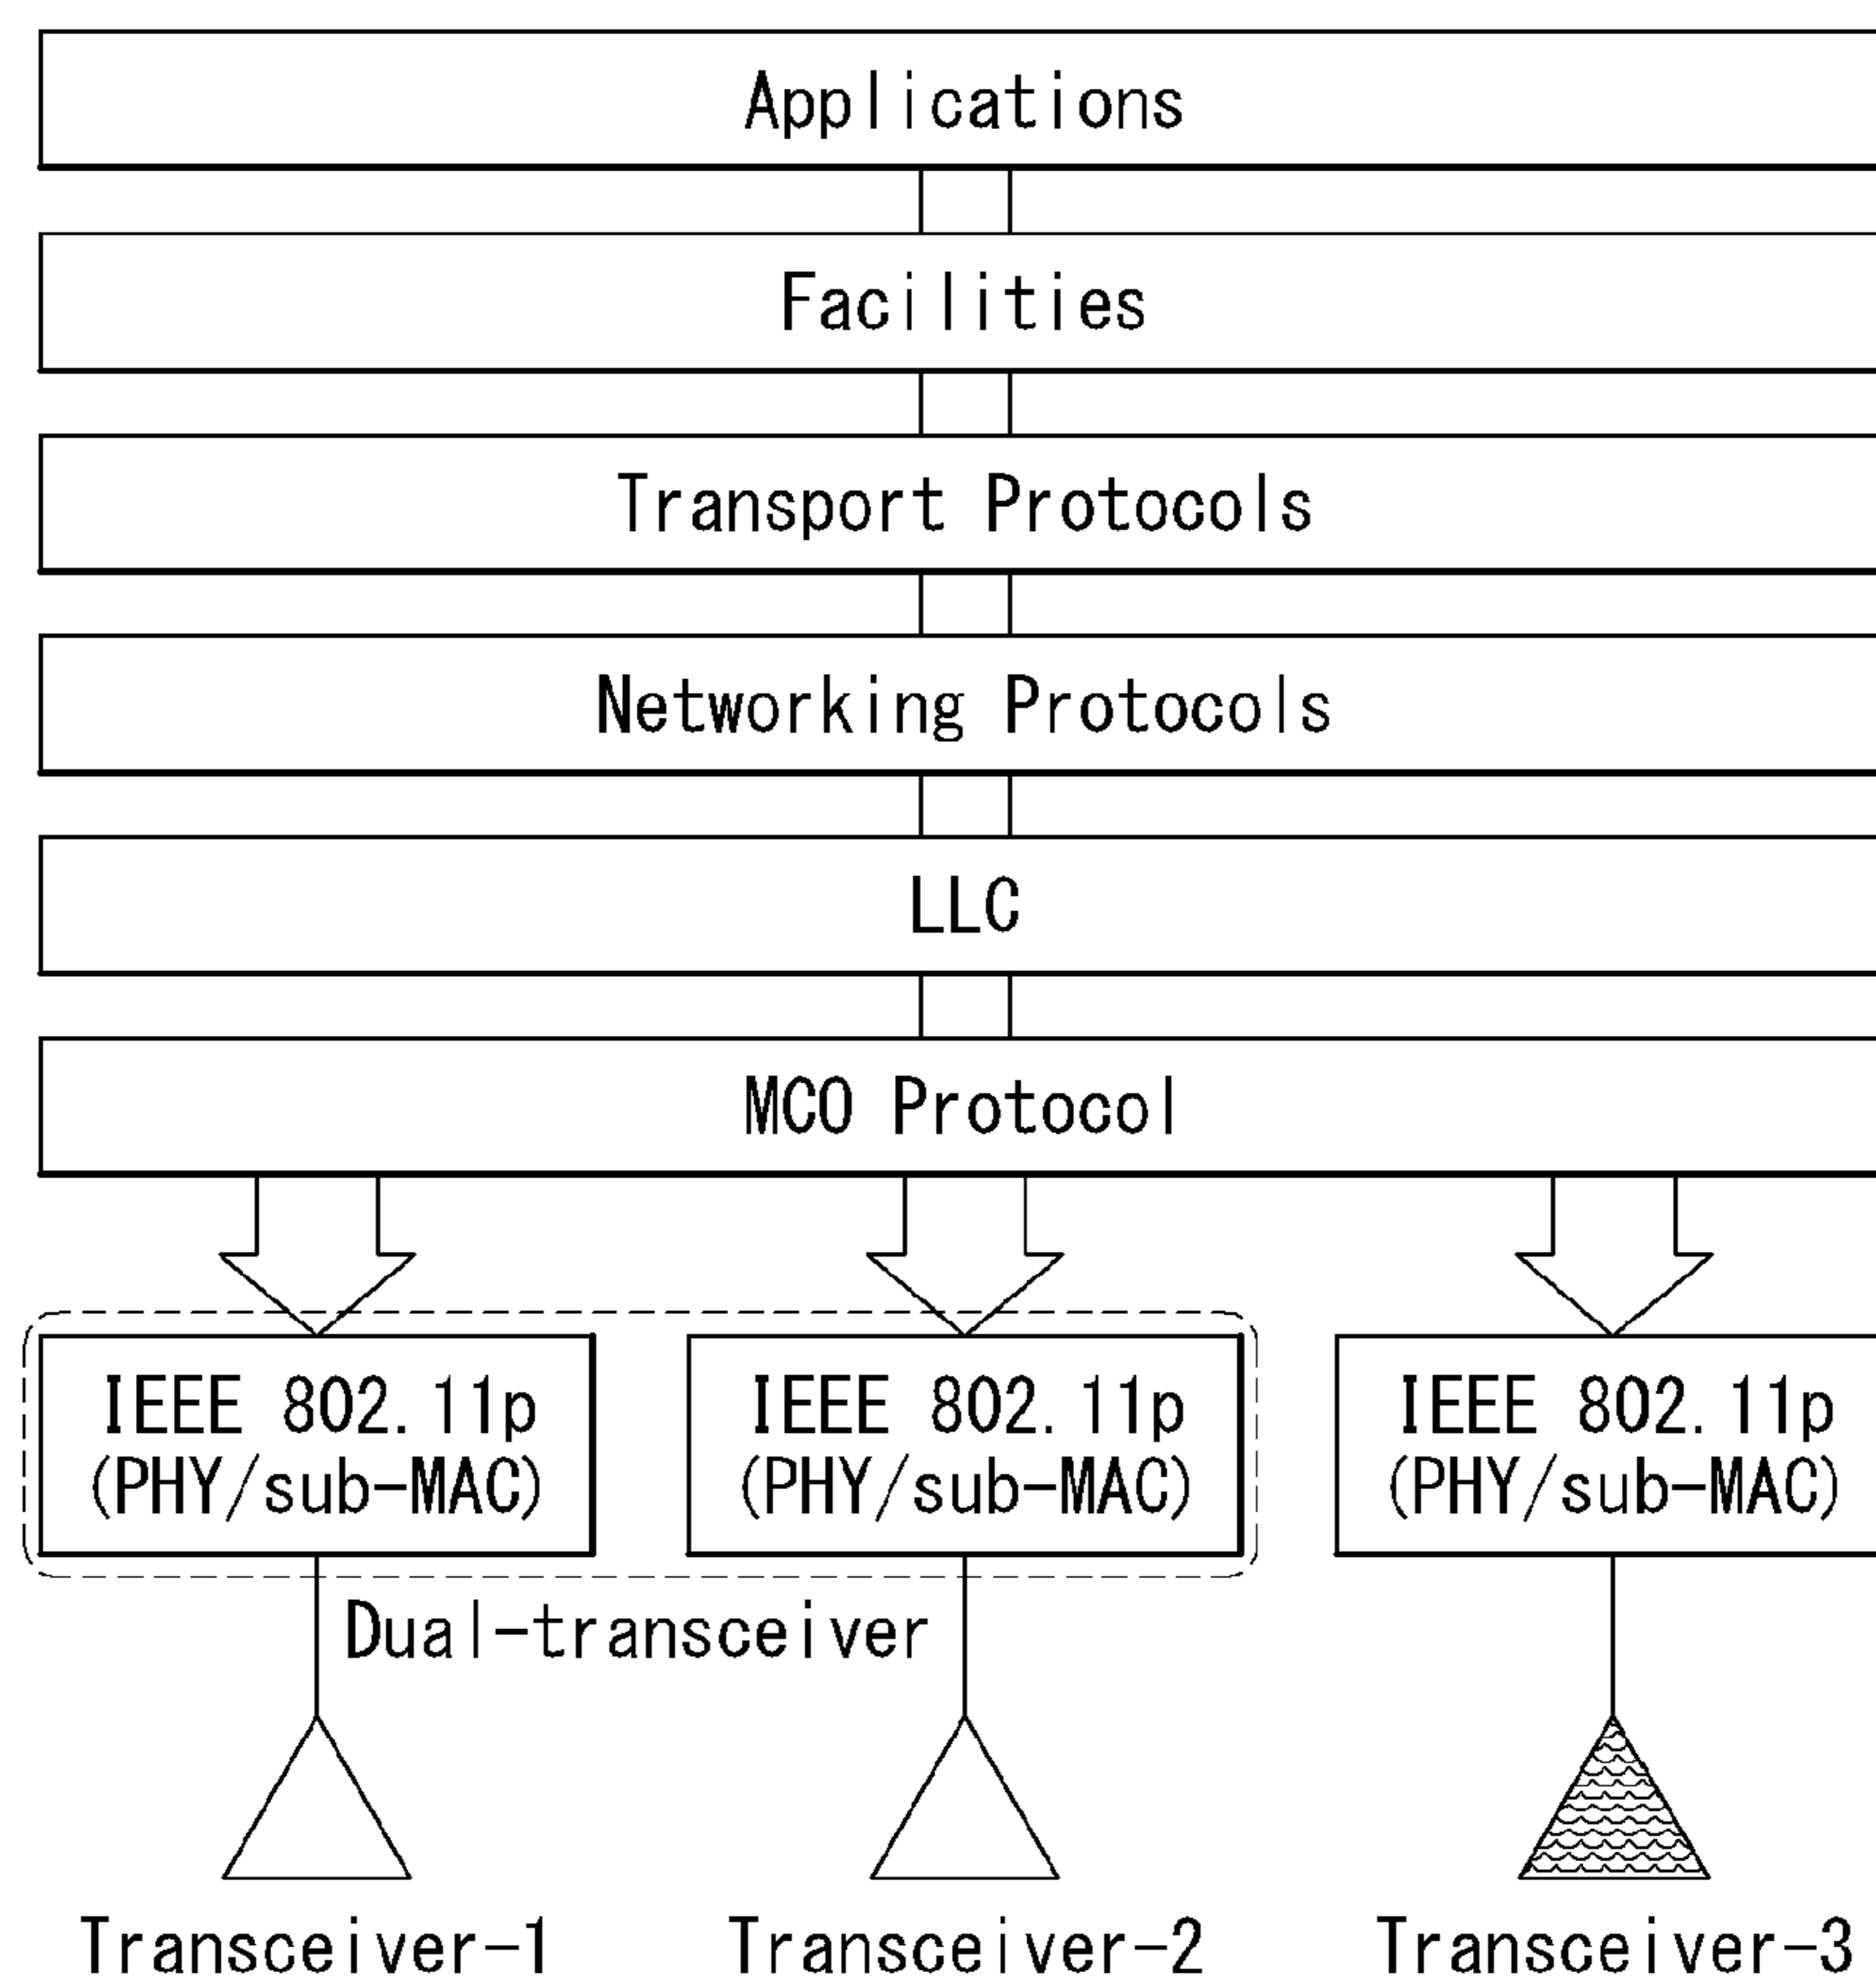 Applications
Facilities
Transport Protocols
Networking Protocols
LLC
MCO Protocol
IEEE 802.11p
(PHY/sub-MAC)
IEEE 802.11p
(PHY/sub-MAC)
IEEE 802.11p
(PHY/sub-MAC)
Dual-transceiver
Transceiver-1
Transceiver-2
Transceiver-3